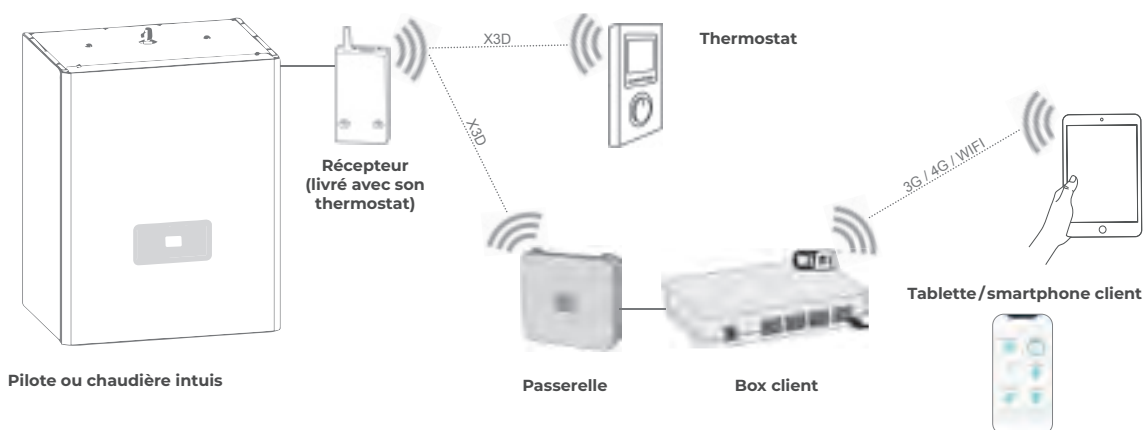 X3D
Thermostat
X3D
Récepteur
(livré avec son
thermostat)
3G / 4G / WIFI
Tablette/smartphone client
Pilote ou chaudière intuis
Passerelle
Box client